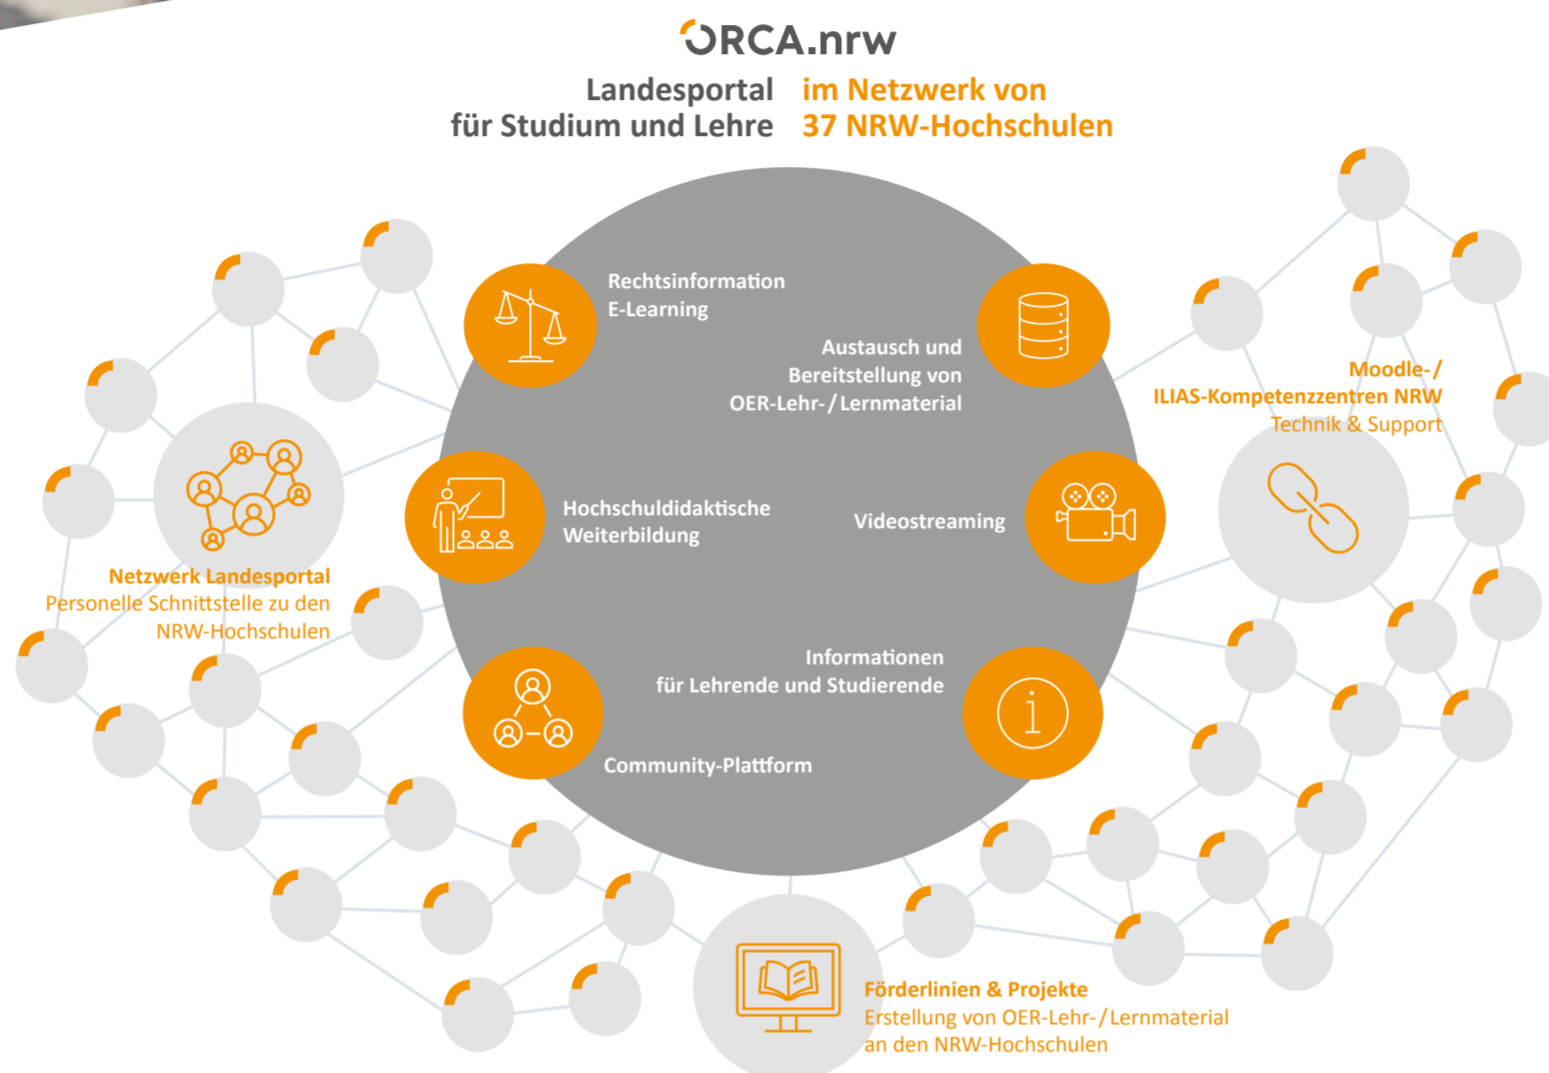 ORCA.nrw
Landesportal im Netzwerk von
für Studium und Lehre 37 NRW-Hochschulen
Rechtsinformation
E-Learning
Austausch und
Bereitstellung von
OER-Lehr-/Lernmaterial
Moodle-/
ILIAS-Kompetenzzentren NRW
Technik & Support
Hochschuldidaktische
Weiterbildung
Videostreaming
Netzwerk Landesportal
Personelle Schnittstelle zu den
NRW-Hochschulen
Informationen
für Lehrende und Studierende
Community-Plattform
Förderlinien & Projekte
Erstellung von OER-Lehr-/Lernmaterial
an den NRW-Hochschulen